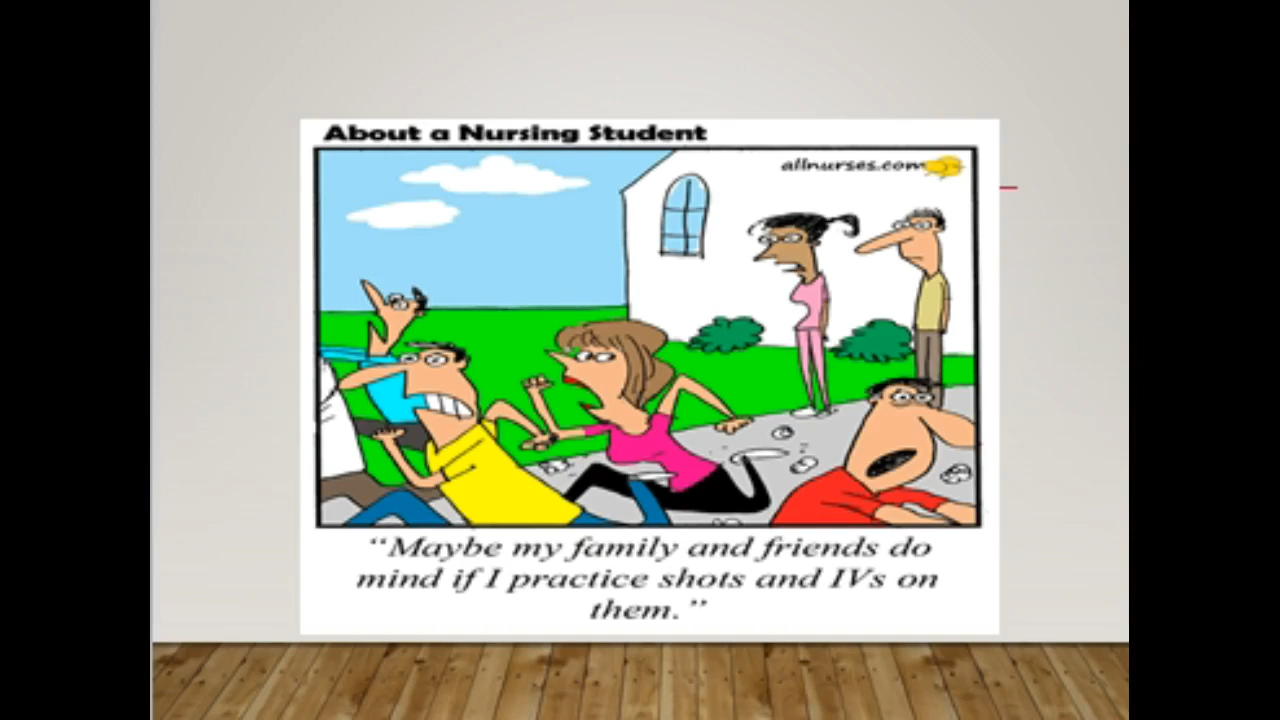 About a Nursing Student
allnurses.com
“Maybe my family and friends do
mind if I practice shots and IVs on
them.”